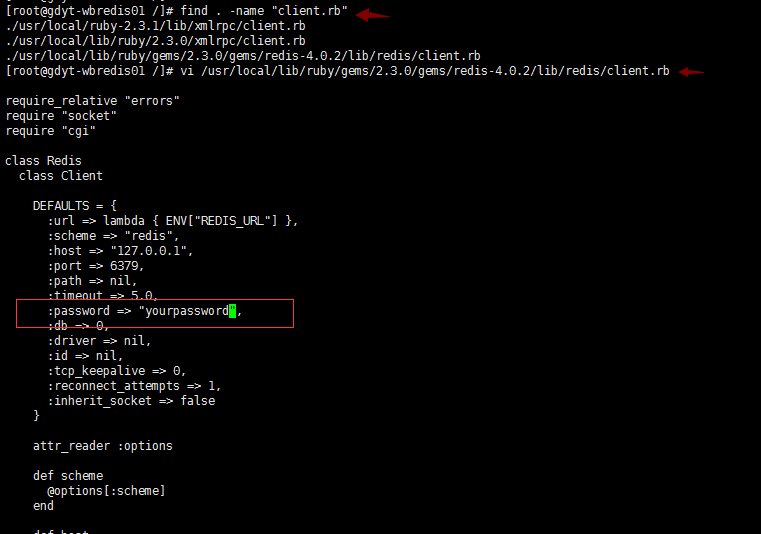 [root@gdyt-wbredis01 /]# find . -name "client.rb"
./usr/local/ruby-2.3.1/lib/xmlrpc/client.rb
./usr/local/lib/ruby/2.3.0/xmlrpc/client.rb
./usr/local/lib/ruby/gems/2.3.0/gems/redis-4.0.2/lib/redis/client.rb
[root@gdyt-wbredis01 /]# vi /usr/local/lib/ruby/gems/2.3.0/gems/redis-4.0.2/lib/redis/client.rb
require_relative "errors"
require "socket"
require "cgi"
class Redis
  class Client
    DEFAULTS = {
      :url => lambda { ENV["REDIS_URL"] },
      :scheme => "redis",
      :host => "127.0.0.1",
      :port => 6379,
      :path => nil,
      :timeout => 5.0,
      :password => "yourpassword",
      :db => 0,
      :driver => nil,
      :id => nil,
      :tcp_keepalive => 0,
      :reconnect_attempts => 1,
      :inherit_socket => false
    }
    attr_reader :options
    def scheme
      @options[:scheme]
    end
    def host